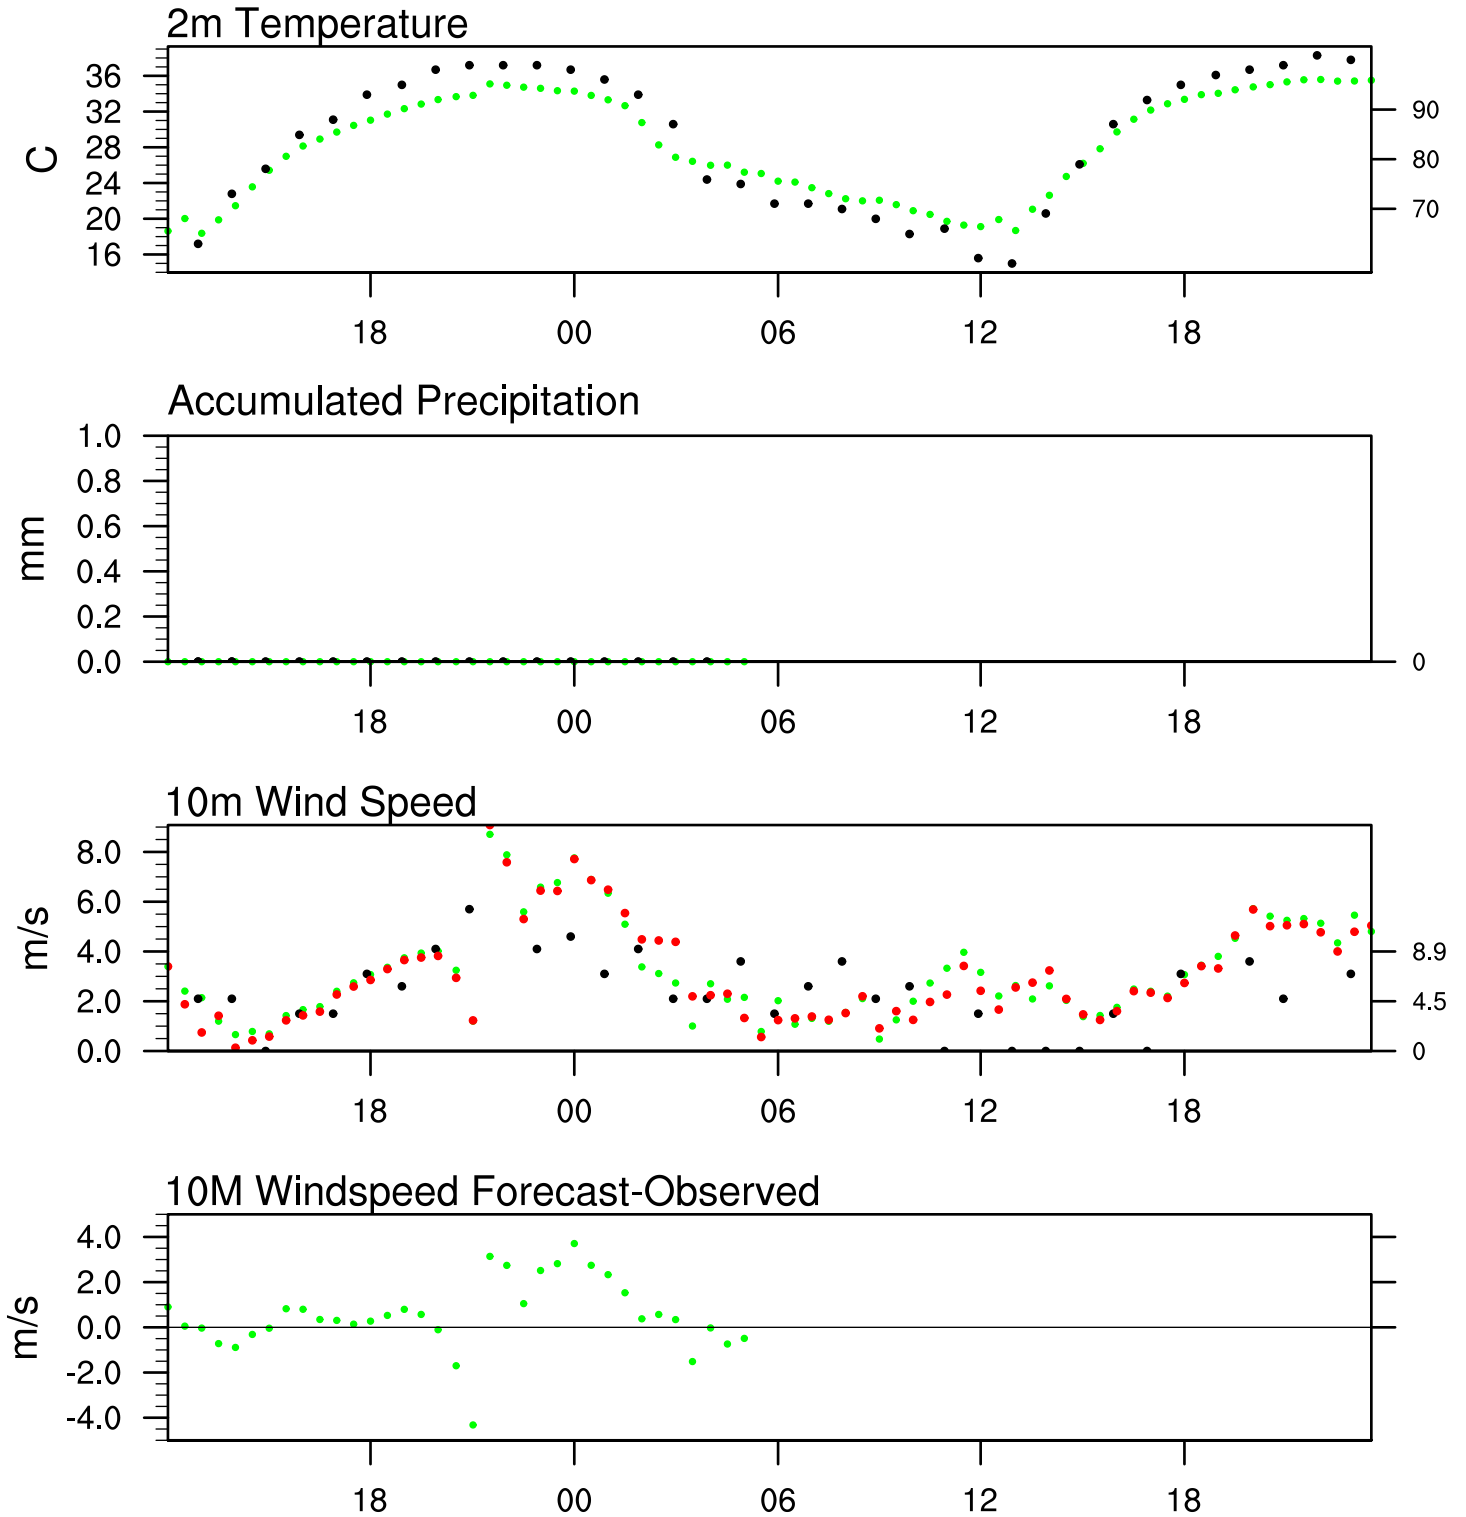 2m Temperature
36
32
28
24
20
16
C
90
80
70
18 00 06 12 18
Accumulated Precipitation
1.0
0.8
0.6
0.4
0.2
0.0
mm
0
18 00 06 12 18
10m Wind Speed
8.0
6.0
4.0
2.0
0.0
m/s
8.9
4.5
0
18 00 06 12 18
10M Windspeed Forecast-Observed
4.0
2.0
0.0
-2.0
-4.0
m/s
18 00 06 12 18